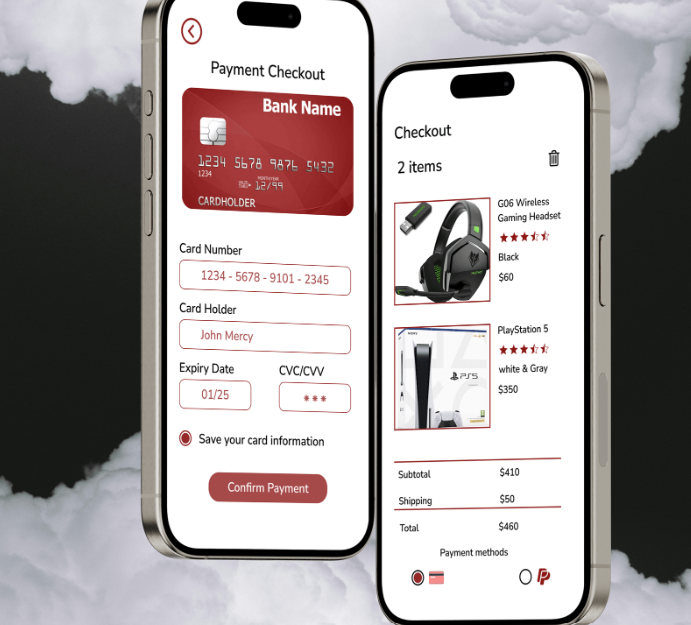 Payment Checkout
Bank Name
1234 5678 9876 5432
1234
MONTH/YEAR
12/99
CARDHOLDER
Card Number
1234 - 5678 - 9101 - 2345
Card Holder
John Mercy
Expiry Date
CVC/CVV
01/25
***
Save your card information
Confirm Payment
Checkout
2 items
G06 Wireless
Gaming Headset
Black
$60
SONY
PS5
PlayStation 5
white & Gray
$350
Subtotal
$410
Shipping
$50
Total
$460
Payment methods